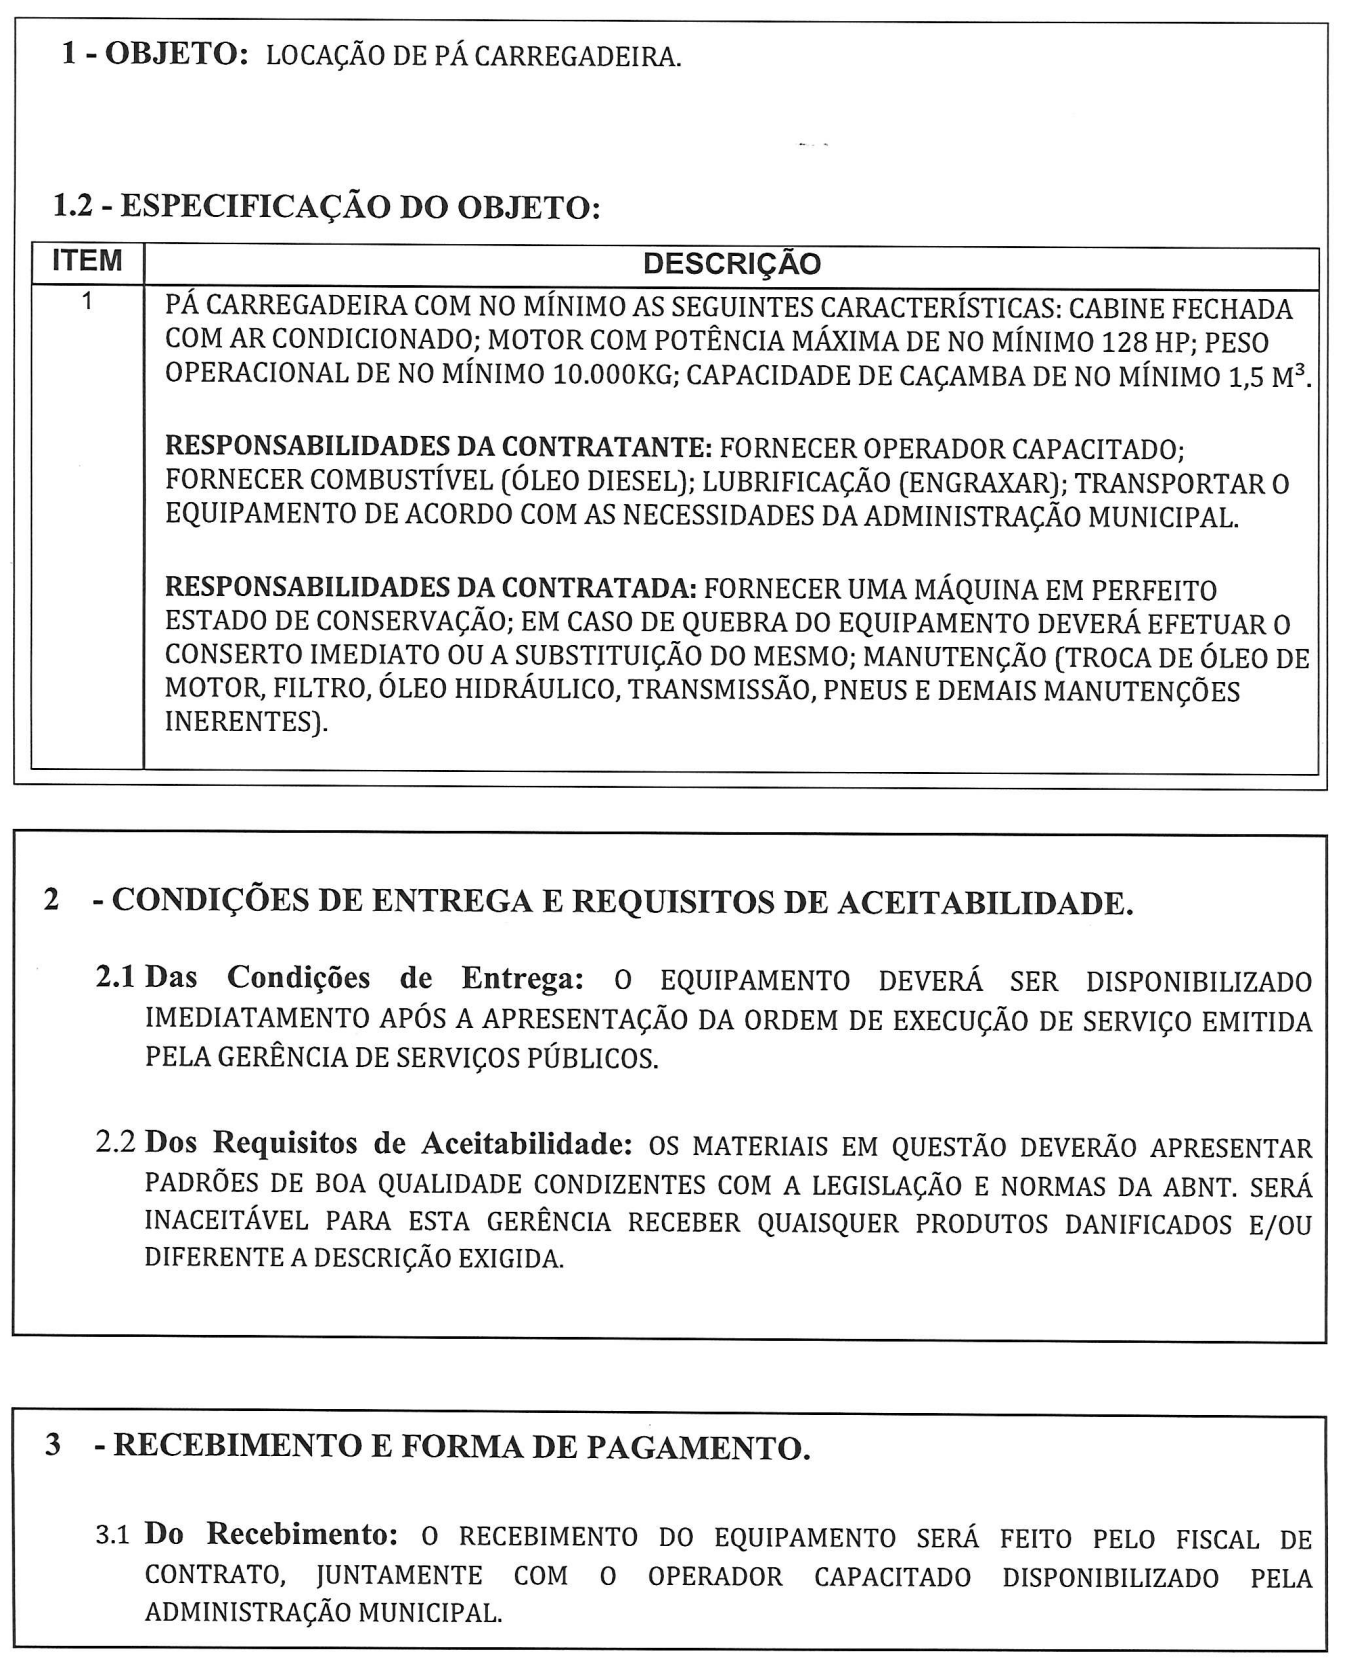 1 - OBJETO: LOCAÇÃO DE PÁ CARREGADEIRA.
1.2 - ESPECIFICAÇÃO DO OBJETO:
ITEM DESCRIÇÃO
1 PÁ CARREGADEIRA COM NO MÍNIMO AS SEGUINTES CARACTERÍSTICAS: CABINE FECHADA
COM AR CONDICIONADO; MOTOR COM POTÊNCIA MÁXIMA DE NO MÍNIMO 128 HP; PESO
OPERACIONAL DE NO MÍNIMO 10.000KG; CAPACIDADE DE CAÇAMBA DE NO MÍNIMO 1,5 M³.
RESPONSABILIDADES DA CONTRATANTE: FORNECER OPERADOR CAPACITADO;
FORNECER COMBUSTÍVEL (ÓLEO DIESEL); LUBRIFICAÇÃO (ENGRAXAR); TRANSPORTAR O
EQUIPAMENTO DE ACORDO COM AS NECESSIDADES DA ADMINISTRAÇÃO MUNICIPAL.
RESPONSABILIDADES DA CONTRATADA: FORNECER UMA MÁQUINA EM PERFEITO
ESTADO DE CONSERVAÇÃO; EM CASO DE QUEBRA DO EQUIPAMENTO DEVERÁ EFETUAR O
CONSERTO IMEDIATO OU A SUBSTITUIÇÃO DO MESMO; MANUTENÇÃO (TROCA DE ÓLEO DE
MOTOR, FILTRO, ÓLEO HIDRÁULICO, TRANSMISSÃO, PNEUS E DEMAIS MANUTENÇÕES
INERENTES).
2 - CONDIÇÕES DE ENTREGA E REQUISITOS DE ACEITABILIDADE.
2.1 Das Condições de Entrega: O EQUIPAMENTO DEVERÁ SER DISPONIBILIZADO
IMEDIATAMENTO APÓS A APRESENTAÇÃO DA ORDEM DE EXECUÇÃO DE SERVIÇO EMITIDA
PELA GERÊNCIA DE SERVIÇOS PÚBLICOS.
2.2 Dos Requisitos de Aceitabilidade: OS MATERIAIS EM QUESTÃO DEVERÃO APRESENTAR
PADRÕES DE BOA QUALIDADE CONDIZENTES COM A LEGISLAÇÃO E NORMAS DA ABNT. SERÁ
INACEITÁVEL PARA ESTA GERÊNCIA RECEBER QUAISQUER PRODUTOS DANIFICADOS E/OU
DIFERENTE A DESCRIÇÃO EXIGIDA.
3 - RECEBIMENTO E FORMA DE PAGAMENTO.
3.1 Do Recebimento: O RECEBIMENTO DO EQUIPAMENTO SERÁ FEITO PELO FISCAL DE
CONTRATO, JUNTAMENTE COM O OPERADOR CAPACITADO DISPONIBILIZADO PELA
ADMINISTRAÇÃO MUNICIPAL.